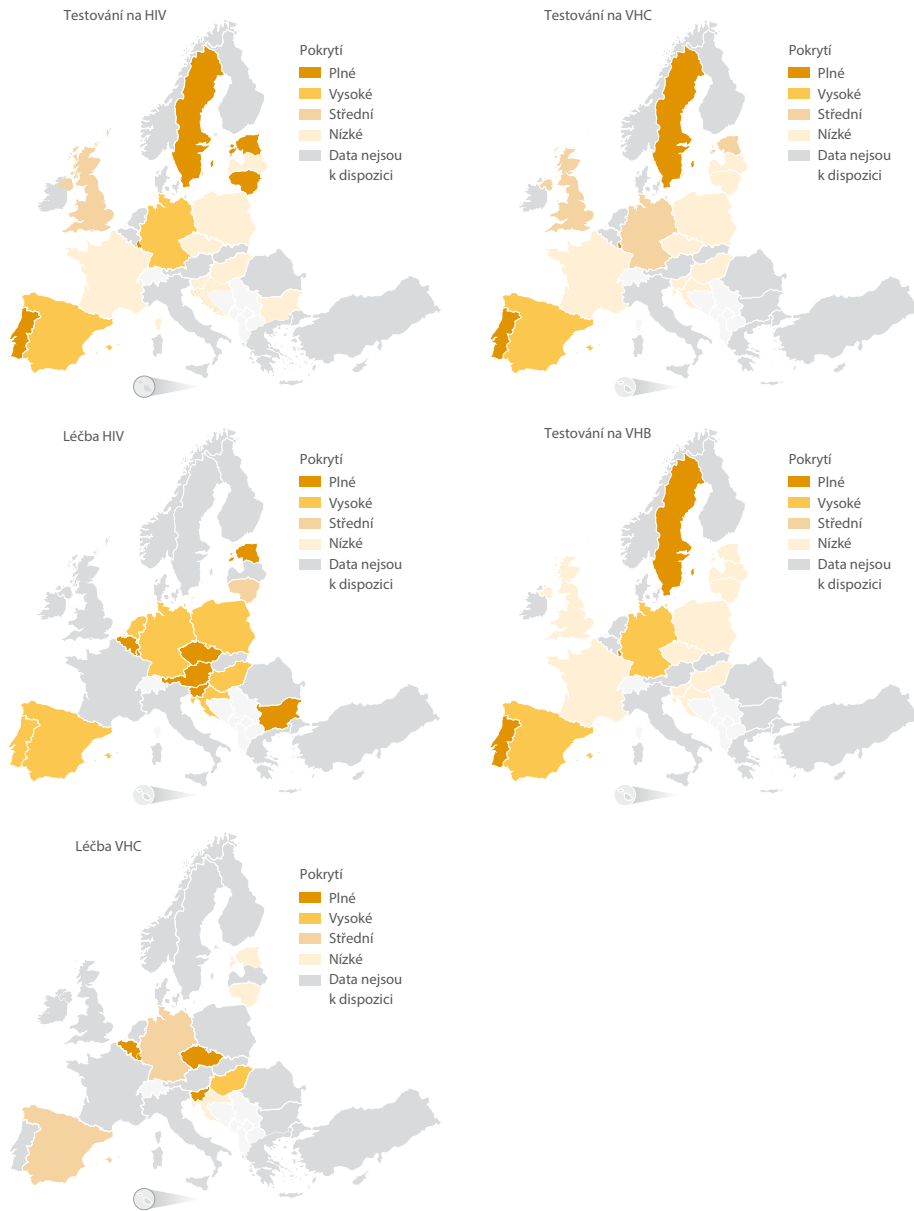 Testování na HIV
Pokrytí
Plné
Vysoké
Střední
Nízké
Data nejsou
k dispozici
Testování na VHC
Pokrytí
Plné
Vysoké
Střední
Nízké
Data nejsou
k dispozici
Léčba HIV
Pokrytí
Plné
Vysoké
Střední
Nízké
Data nejsou
k dispozici
Testování na VHB
Pokrytí
Plné
Vysoké
Střední
Nízké
Data nejsou
k dispozici
Léčba VHC
Pokrytí
Plné
Vysoké
Střední
Nízké
Data nejsou
k dispozici